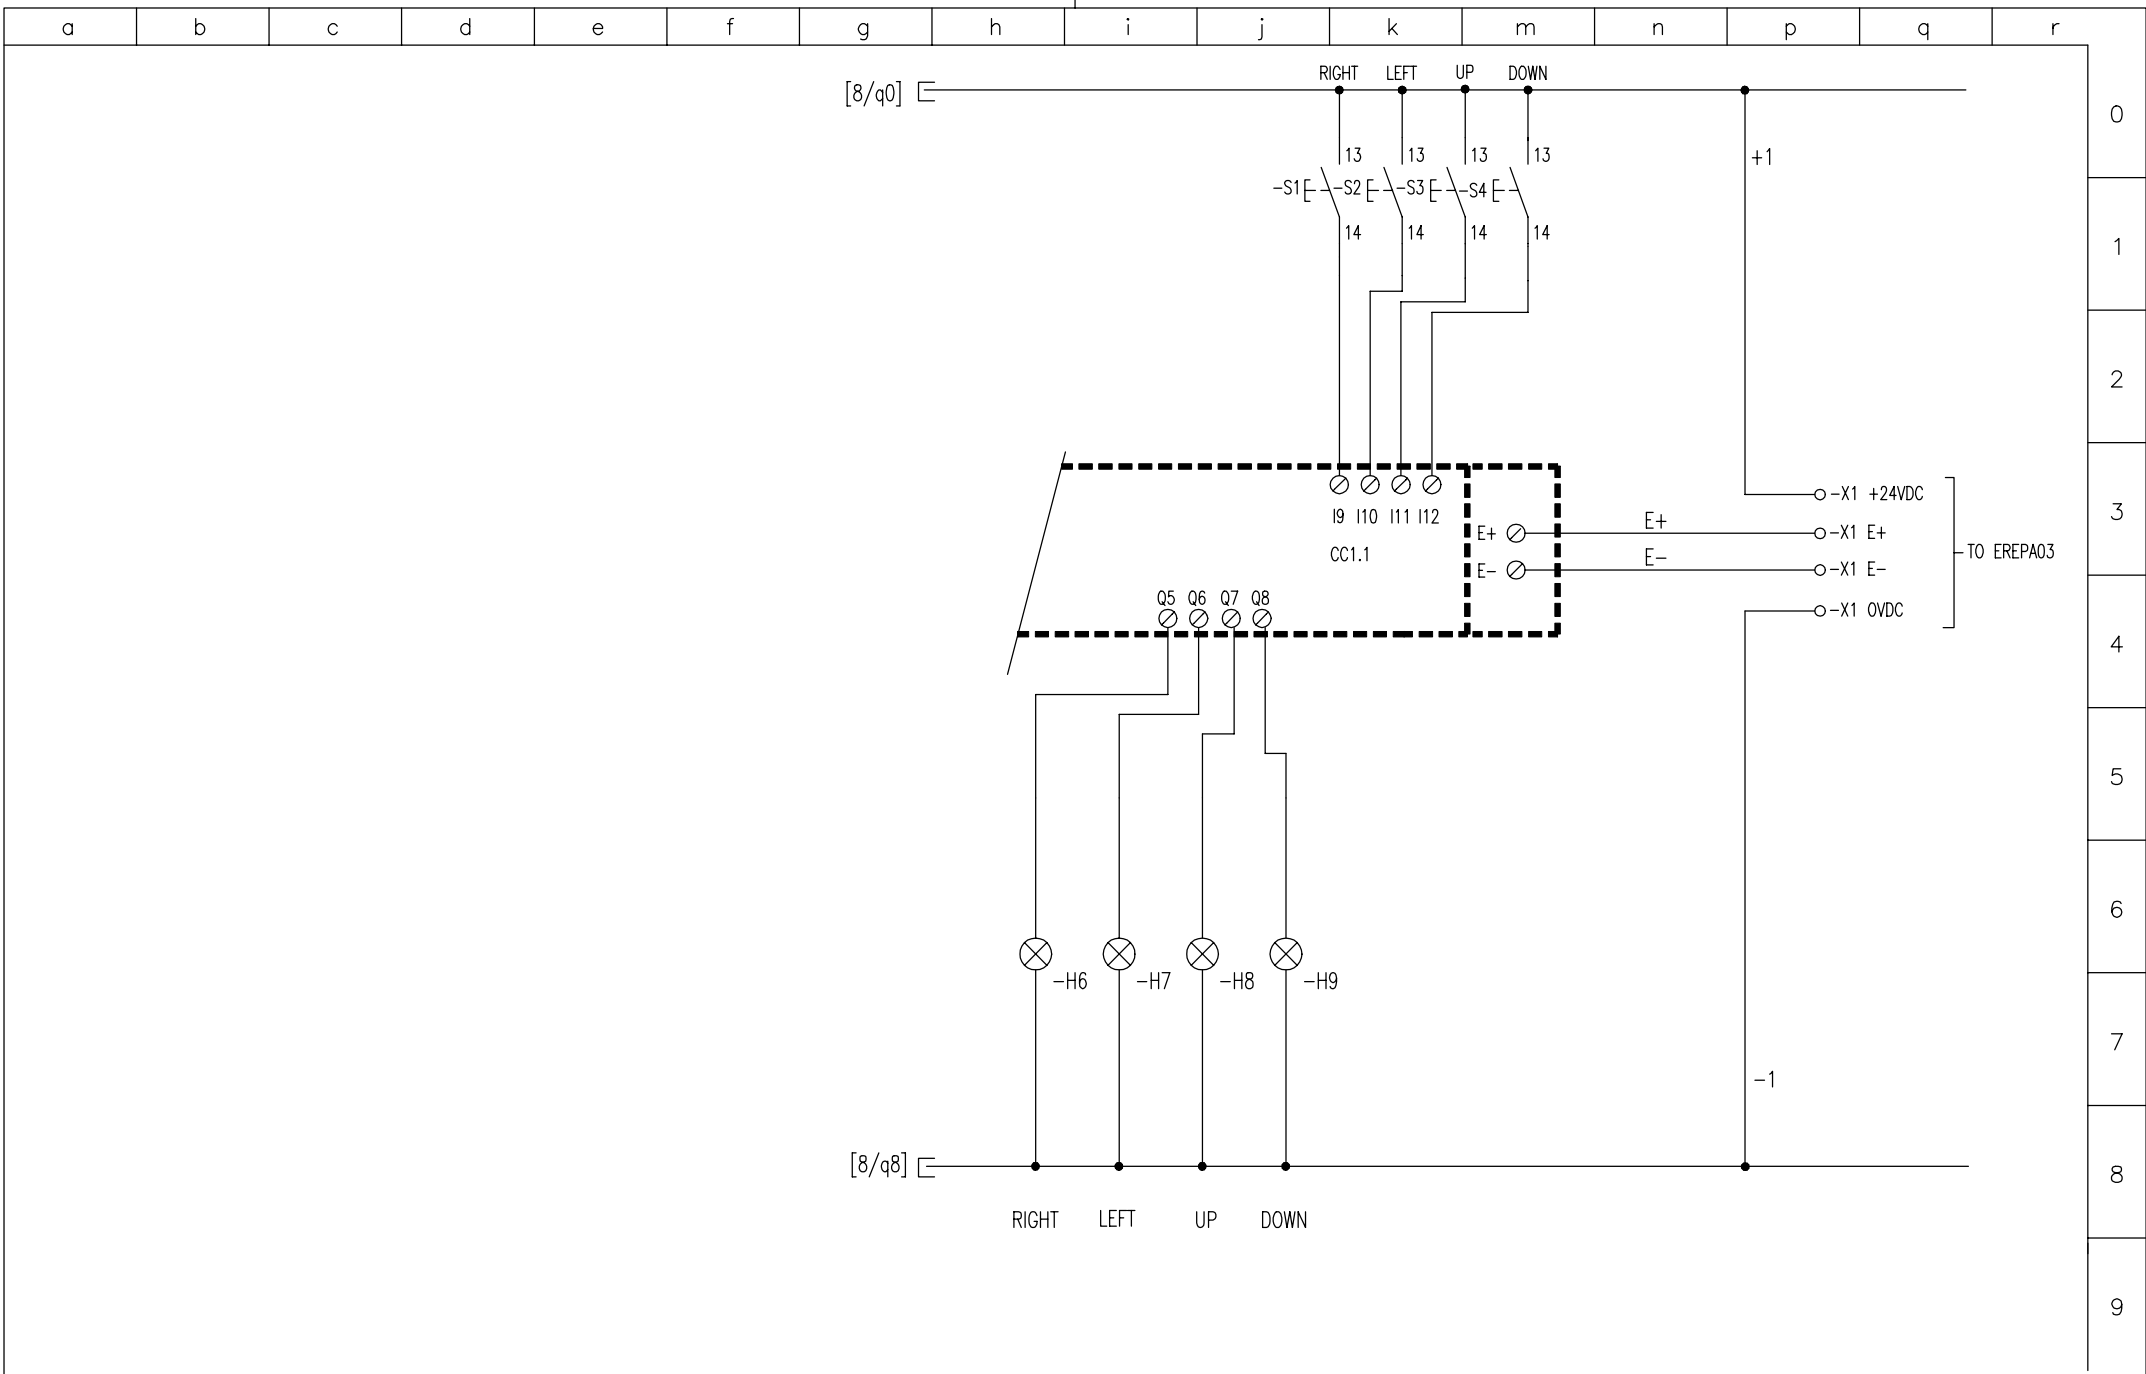 a b c d e f g h i j k m n p q r
RIGHT LEFT UP DOWN
[8/q0]
0
13 13 13 13
+1
-S1 -S2 -S3 -S4
14 14 14 14
1
2
-X1 +24VDC
3
I9 I10 I11 I12
E+ E+ -X1 E+
CC1.1
TO EREPA03
E- E- -X1 E-
Q5 Q6 Q7 Q8
-X1 0VDC
4
5
6
-H6 -H7 -H8 -H9
7
-1
[8/q8]
8
RIGHT LEFT UP DOWN
9